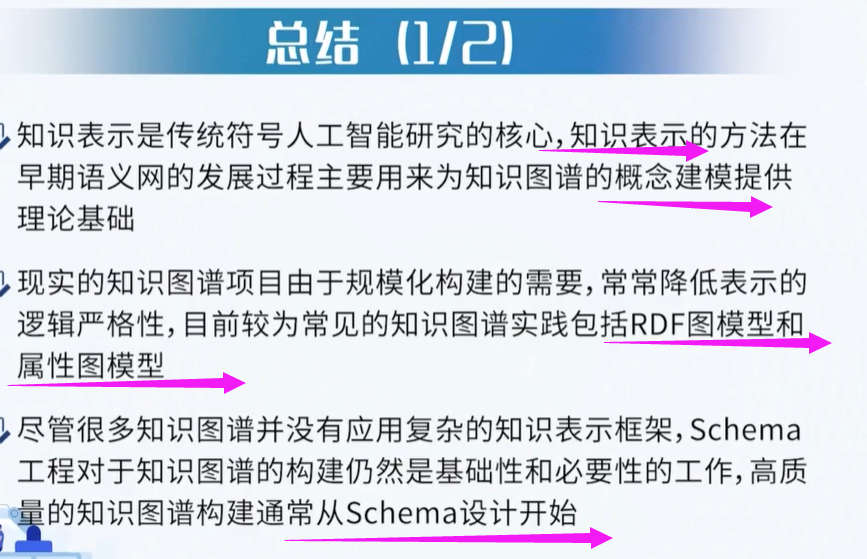 总结（1/2）
知识表示是传统符号人工智能研究的核心，知识表示的方法在
早期语义网的发展过程主要用来为知识图谱的概念建模提供
理论基础
现实的知识图谱项目由于规模化构建的需要，常常降低表示的
逻辑严格性，目前较为常见的知识图谱实践包括RDF图模型和
属性图模型
尽管很多知识图谱并没有应用复杂的知识表示框架，Schema
工程对于知识图谱的构建仍然是基础性和必要性的工作，高质
量的知识图谱构建通常从Schema设计开始